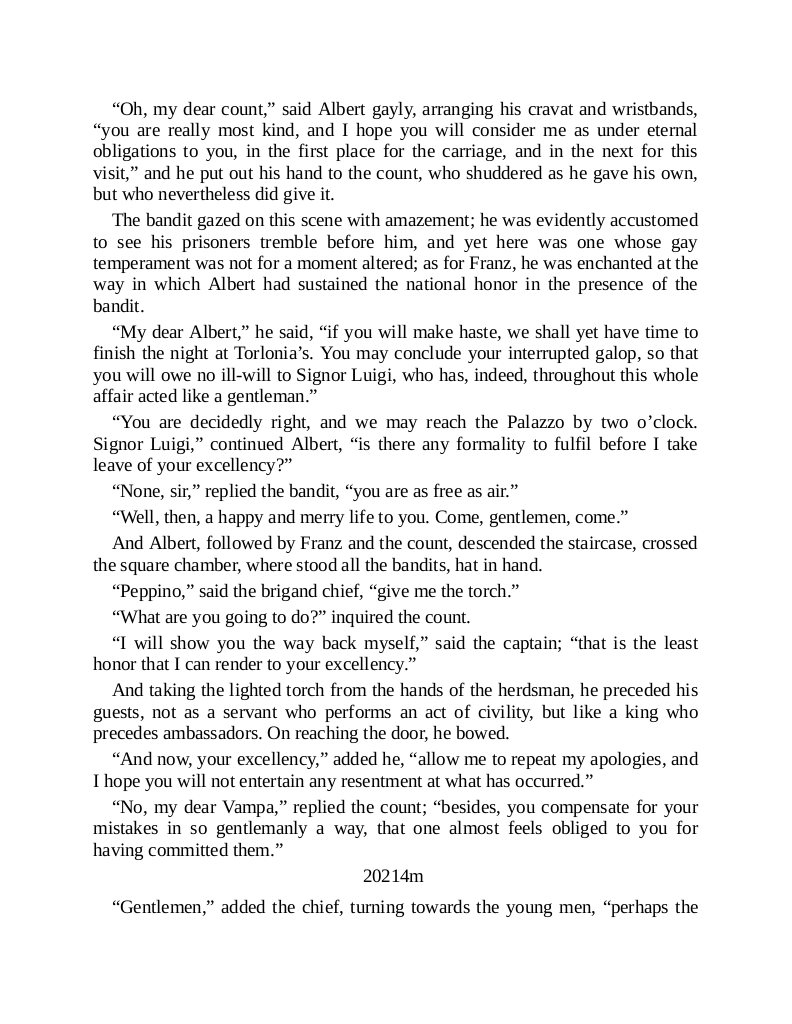 “Oh, my dear count,” said Albert gayly, arranging his cravat and wristbands,
“you are really most kind, and I hope you will consider me as under eternal
obligations to you, in the first place for the carriage, and in the next for this
visit,” and he put out his hand to the count, who shuddered as he gave his own,
but who nevertheless did give it.
The bandit gazed on this scene with amazement; he was evidently accustomed
to see his prisoners tremble before him, and yet here was one whose gay
temperament was not for a moment altered; as for Franz, he was enchanted at the
way in which Albert had sustained the national honor in the presence of the
bandit.
“My dear Albert,” he said, “if you will make haste, we shall yet have time to
finish the night at Torlonia’s. You may conclude your interrupted galop, so that
you will owe no ill-will to Signor Luigi, who has, indeed, throughout this whole
affair acted like a gentleman.”
“You are decidedly right, and we may reach the Palazzo by two o’clock.
Signor Luigi,” continued Albert, “is there any formality to fulfil before I take
leave of your excellency?”
“None, sir,” replied the bandit, “you are as free as air.”
“Well, then, a happy and merry life to you. Come, gentlemen, come.”
And Albert, followed by Franz and the count, descended the staircase, crossed
the square chamber, where stood all the bandits, hat in hand.
“Peppino,” said the brigand chief, “give me the torch.”
“What are you going to do?” inquired the count.
“I will show you the way back myself,” said the captain; “that is the least
honor that I can render to your excellency.”
And taking the lighted torch from the hands of the herdsman, he preceded his
guests, not as a servant who performs an act of civility, but like a king who
precedes ambassadors. On reaching the door, he bowed.
“And now, your excellency,” added he, “allow me to repeat my apologies, and
I hope you will not entertain any resentment at what has occurred.”
“No, my dear Vampa,” replied the count; “besides, you compensate for your
mistakes in so gentlemanly a way, that one almost feels obliged to you for
having committed them.”
20214m
“Gentlemen,” added the chief, turning towards the young men, “perhaps the